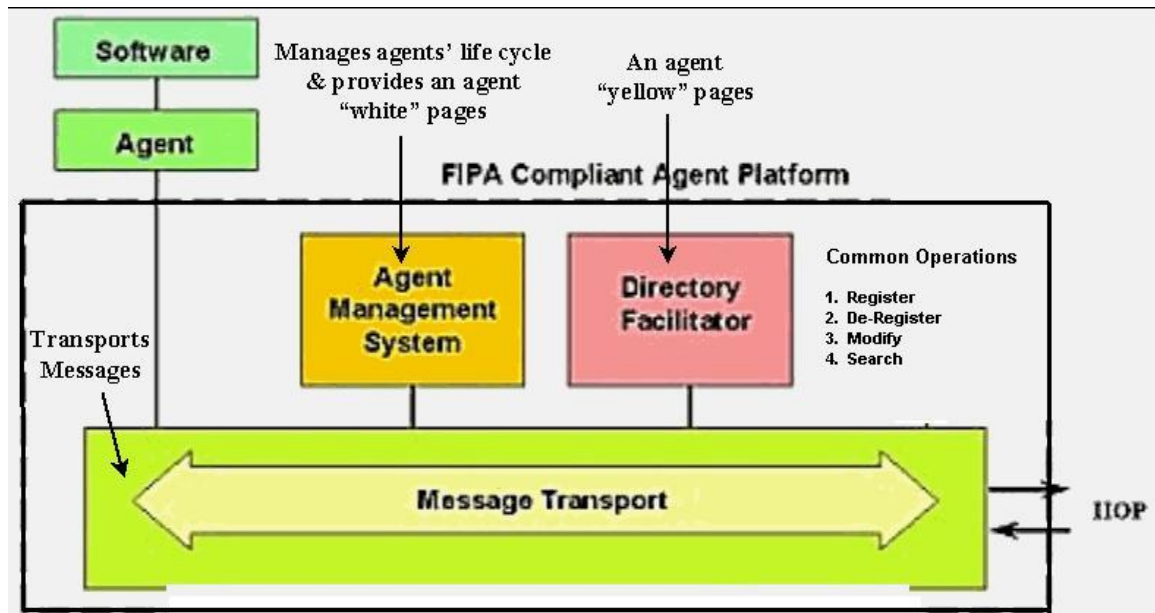 Software
Agent
Manages agents' life cycle
& provides an agent
“white” pages
An agent
“yellow” pages
FIPA Compliant Agent Platform
Agent
Management
System
Directory
Facilitator
Common Operations
1. Register
2. De-Register
3. Modify
4. Search
Transports
Messages
Message Transport
IIOP